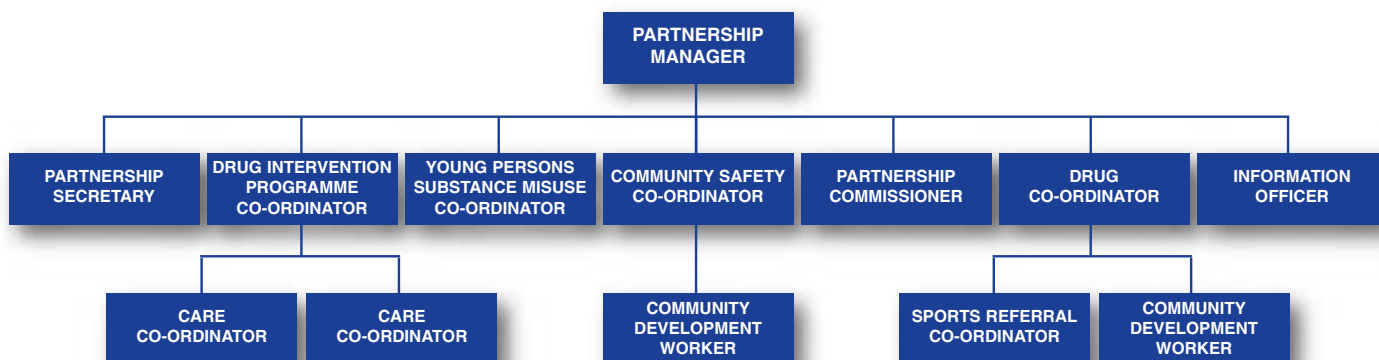 PARTNERSHIP
MANAGER
PARTNERSHIP
SECRETARY
DRUG INTERVENTION
PROGRAMME
CO-ORDINATOR
YOUNG PERSONS
SUBSTANCE MISUSE
CO-ORDINATOR
COMMUNITY SAFETY
CO-ORDINATOR
PARTNERSHIP
COMMISSIONER
DRUG
CO-ORDINATOR
INFORMATION
OFFICER
CARE
CO-ORDINATOR
CARE
CO-ORDINATOR
COMMUNITY
DEVELOPMENT
WORKER
SPORTS REFERRAL
CO-ORDINATOR
COMMUNITY
DEVELOPMENT
WORKER